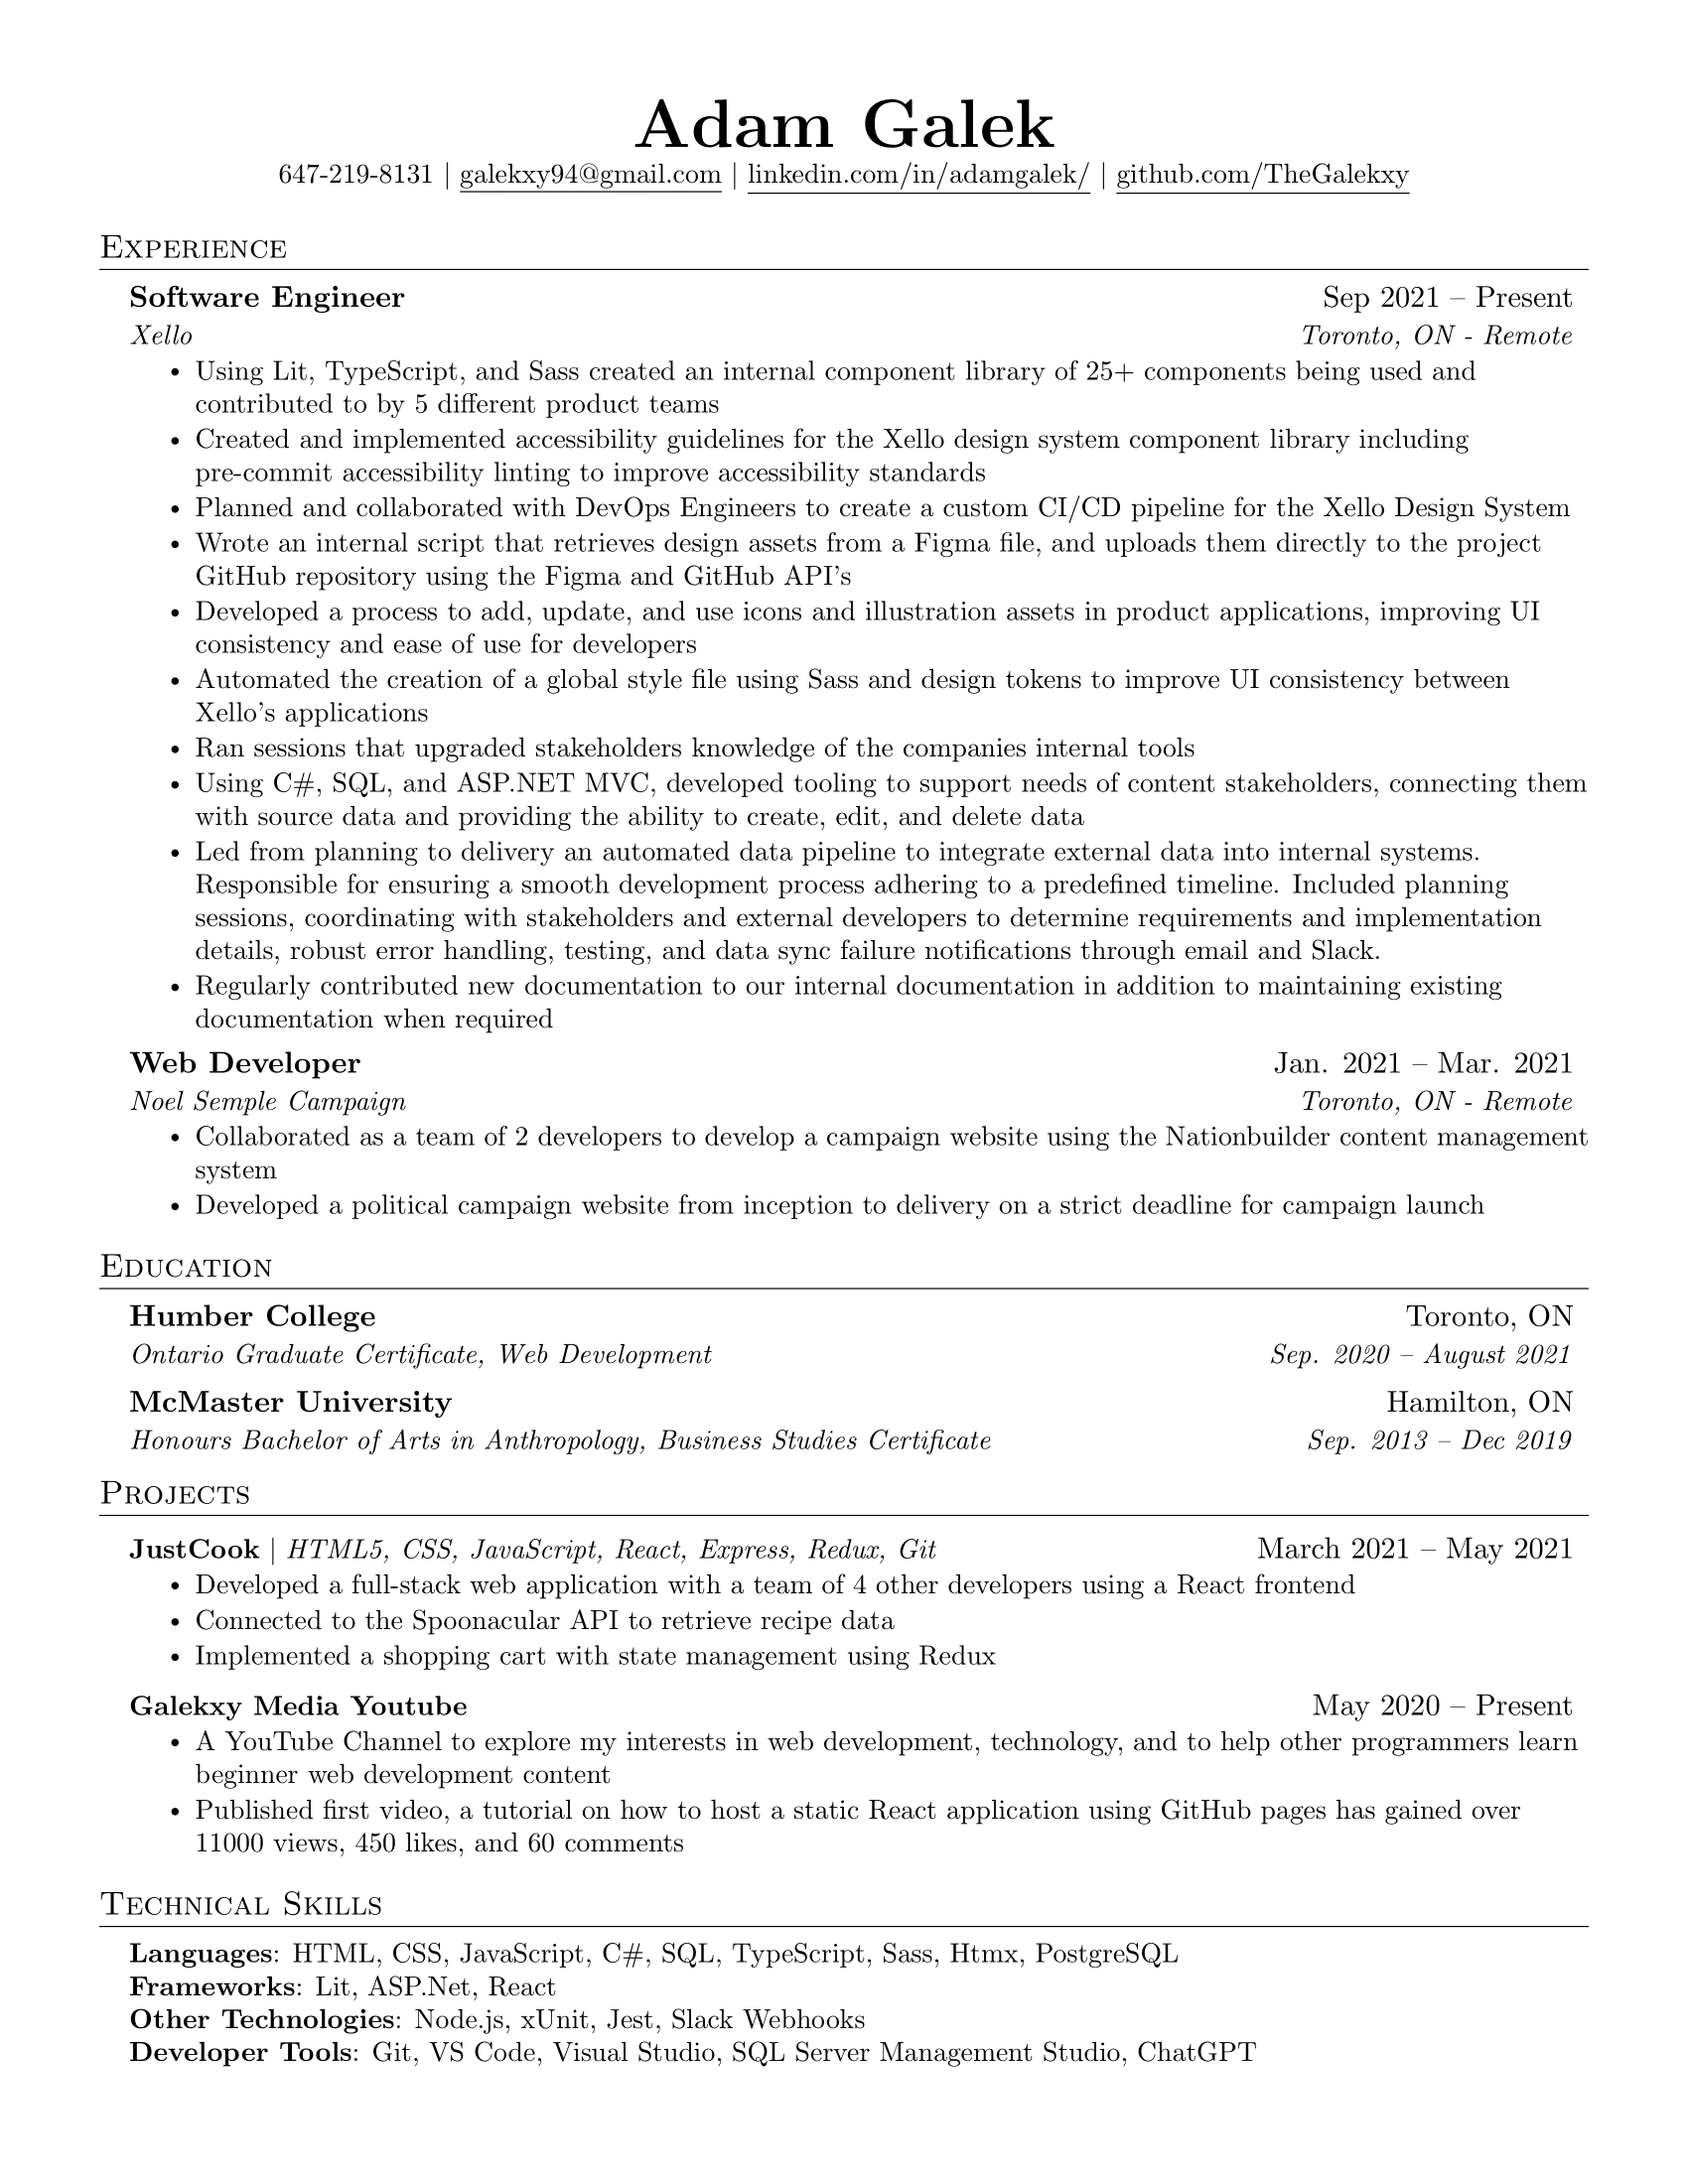 Adam Galek
647-219-8131 | galekxy94@gmail.com | linkedin.com/in/adamgalek/ | github.com/TheGalekxy
Experience
Software Engineer Sep 2021 – Present
Xello Toronto, ON - Remote
• Using Lit, TypeScript, and Sass created an internal component library of 25+ components being used and
contributed to by 5 different product teams
• Created and implemented accessibility guidelines for the Xello design system component library including
pre-commit accessibility linting to improve accessibility standards
• Planned and collaborated with DevOps Engineers to create a custom CI/CD pipeline for the Xello Design System
• Wrote an internal script that retrieves design assets from a Figma file, and uploads them directly to the project
GitHub repository using the Figma and GitHub API's
• Developed a process to add, update, and use icons and illustration assets in product applications, improving UI
consistency and ease of use for developers
• Automated the creation of a global style file using Sass and design tokens to improve UI consistency between
Xello's applications
• Ran sessions that upgraded stakeholders knowledge of the companies internal tools
• Using C#, SQL, and ASP.NET MVC, developed tooling to support needs of content stakeholders, connecting them
with source data and providing the ability to create, edit, and delete data
• Led from planning to delivery an automated data pipeline to integrate external data into internal systems.
Responsible for ensuring a smooth development process adhering to a predefined timeline. Included planning
sessions, coordinating with stakeholders and external developers to determine requirements and implementation
details, robust error handling, testing, and data sync failure notifications through email and Slack.
• Regularly contributed new documentation to our internal documentation in addition to maintaining existing
documentation when required
Web Developer Jan. 2021 – Mar. 2021
Noel Semple Campaign Toronto, ON - Remote
• Collaborated as a team of 2 developers to develop a campaign website using the Nationbuilder content management
system
• Developed a political campaign website from inception to delivery on a strict deadline for campaign launch
Education
Humber College Toronto, ON
Ontario Graduate Certificate, Web Development Sep. 2020 – August 2021
McMaster University Hamilton, ON
Honours Bachelor of Arts in Anthropology, Business Studies Certificate Sep. 2013 – Dec 2019
Projects
JustCook | HTML5, CSS, JavaScript, React, Express, Redux, Git March 2021 – May 2021
• Developed a full-stack web application with a team of 4 other developers using a React frontend
• Connected to the Spoonacular API to retrieve recipe data
• Implemented a shopping cart with state management using Redux
Galekxy Media Youtube May 2020 – Present
• A YouTube Channel to explore my interests in web development, technology, and to help other programmers learn
beginner web development content
• Published first video, a tutorial on how to host a static React application using GitHub pages has gained over
11000 views, 450 likes, and 60 comments
Technical Skills
Languages: HTML, CSS, JavaScript, C#, SQL, TypeScript, Sass, Htmx, PostgreSQL
Frameworks: Lit, ASP.Net, React
Other Technologies: Node.js, xUnit, Jest, Slack Webhooks
Developer Tools: Git, VS Code, Visual Studio, SQL Server Management Studio, ChatGPT